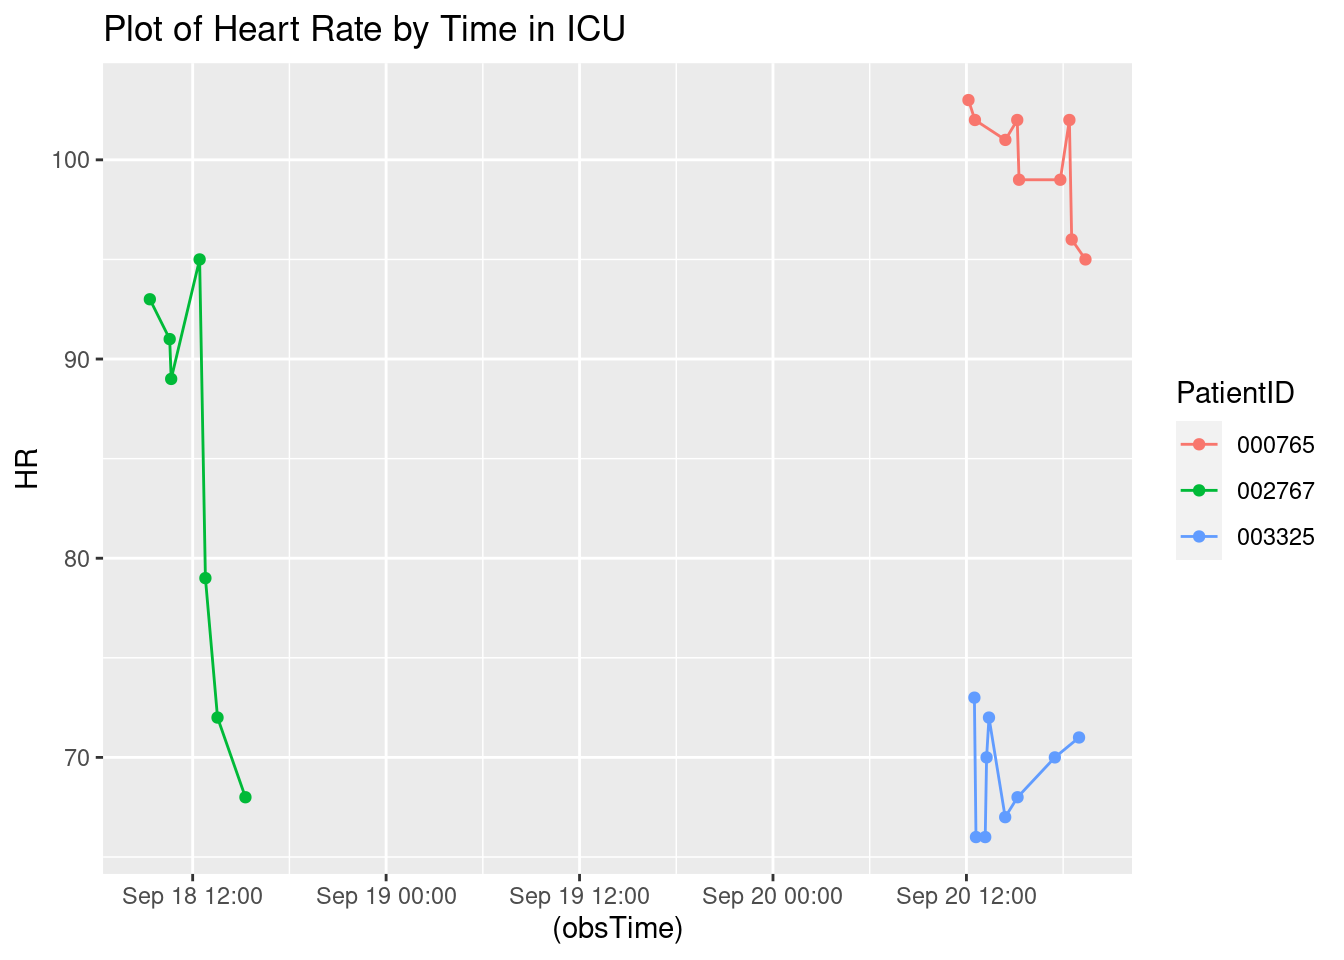 Plot of Heart Rate by Time in ICU
100
90
80
70
HR
Sep 18 12:00
Sep 19 00:00
Sep 19 12:00
Sep 20 00:00
Sep 20 12:00
(obsTime)
PatientID
000765
002767
003325